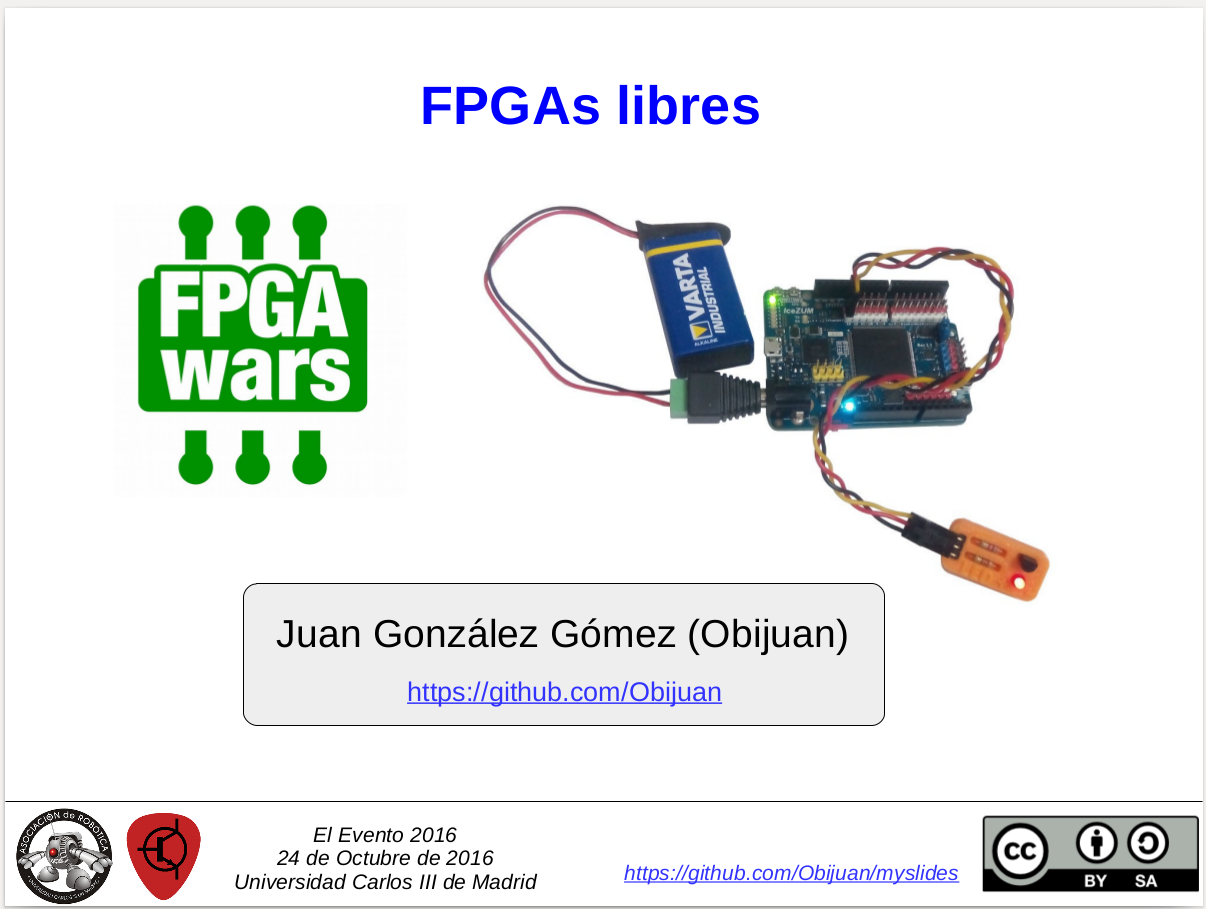 FPGAs libres
FPGA
wars
VARTA
INDUSTRIAL
ALKALINE
IceZUM
Juan González Gómez (Obijuan)
https://github.com/Obijuan
ASOCIACIÓN de ROBOTICA
El Evento 2016
24 de Octubre de 2016
Universidad Carlos III de Madrid
https://github.com/Obijuan/myslides
cc
BY SA